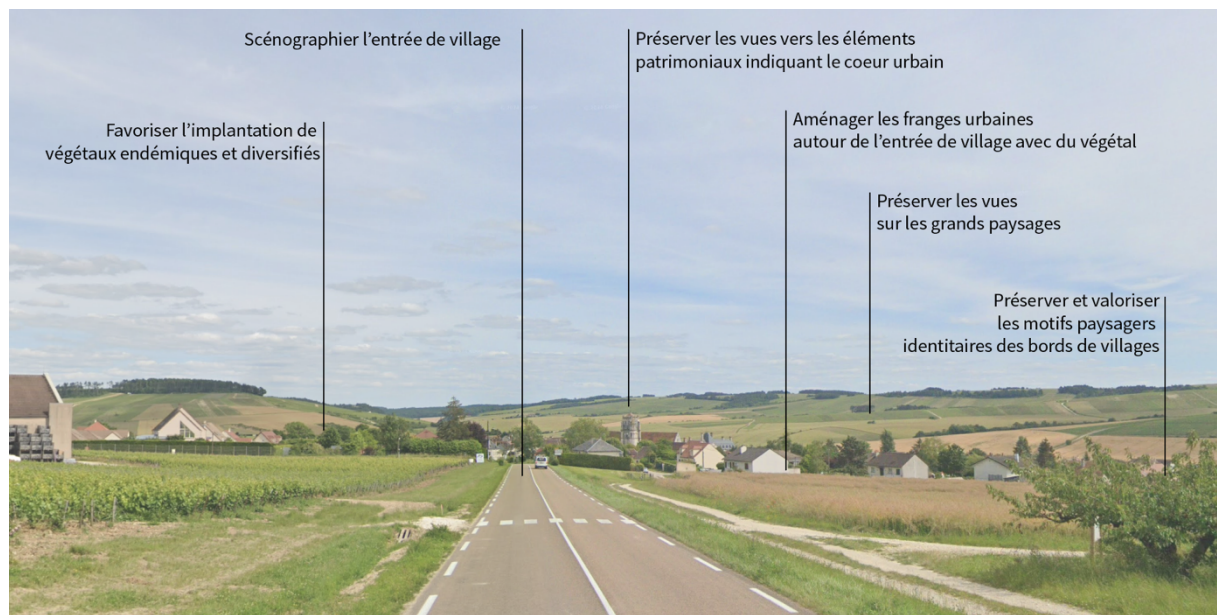 Scénographier l'entrée de village
Préserver les vues vers les éléments
patrimoniaux indiquant le coeur urbain
Favoriser l'implantation de
végétaux endémiques et diversifiés
Aménager les franges urbaines
autour de l'entrée de village avec du végétal
Préserver les vues
sur les grands paysages
Préserver et valoriser
les motifs paysagers
identitaires des bords de villages